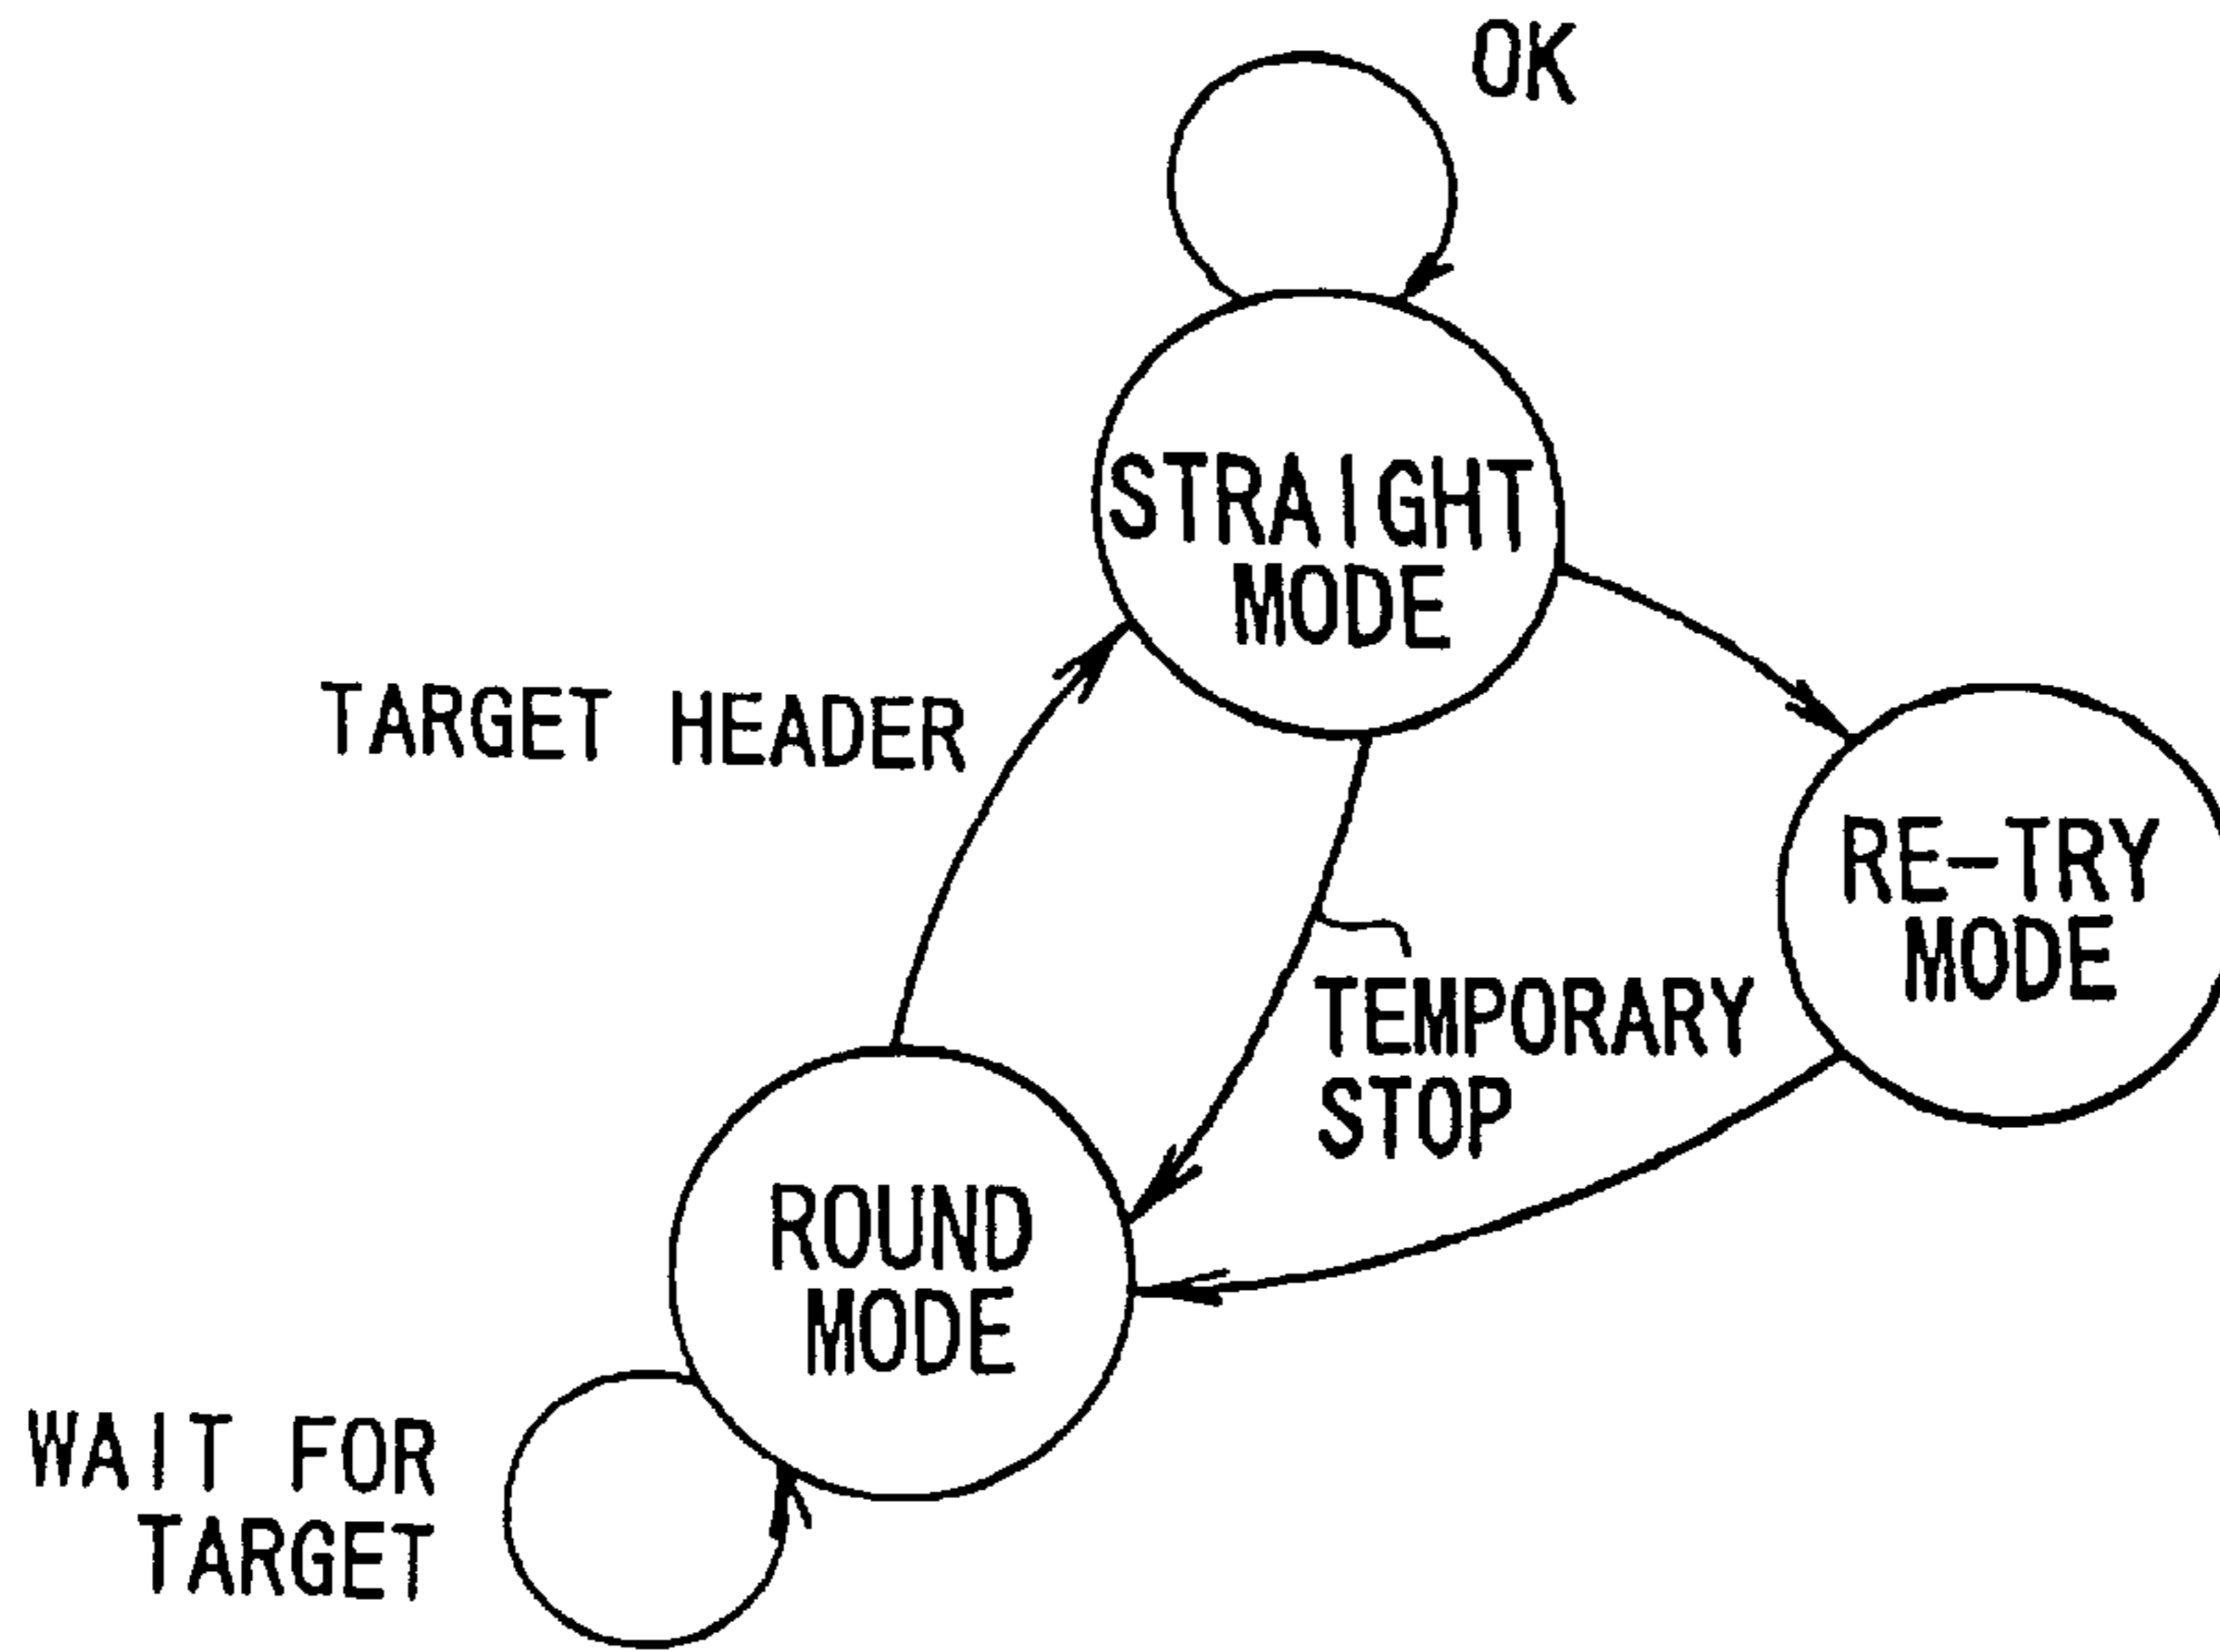 OK
STRAIGHT
MODE
TARGET HEADER
RE-TRY
MODE
TEMPORARY
STOP
ROUND
MODE
WAIT FOR
TARGET